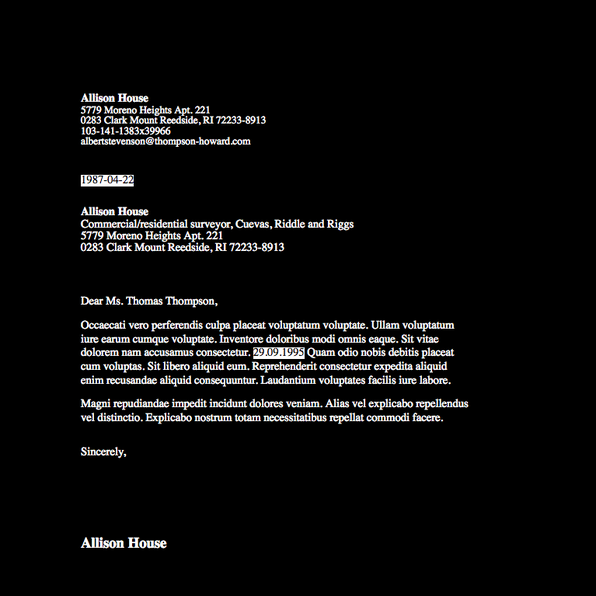 Allison House
5779 Moreno Heights Apt. 221
0283 Clark Mount Reedside, RI 72233-8913
103-141-1383x39966
albertstevenson@thompson-howard.com
1987-04-22
Allison House
Commercial/residential surveyor, Cuevas, Riddle and Riggs
5779 Moreno Heights Apt. 221
0283 Clark Mount Reedside, RI 72233-8913
Dear Ms. Thomas Thompson,
Occaecati vero perferendis culpa placeat voluptatum voluptate. Ullam voluptatum
iure earum cumque voluptate. Inventore doloribus modi omnis eaque. Sit vitae
dolorem nam accusamus consectetur. 29.09.1995 Quam odio nobis debitis placeat
cum voluptas. Sit libero aliquid eum. Reprehenderit consectetur expedita aliquid
enim recusandae aliquid consequuntur. Laudantium voluptates facilis iure labore.
Magni repudiandae impedit incidunt dolores veniam. Alias vel explicabo repellendus
vel distinctio. Explicabo nostrum totam necessitatibus repellat commodi facere.
Sincerely,
Allison House